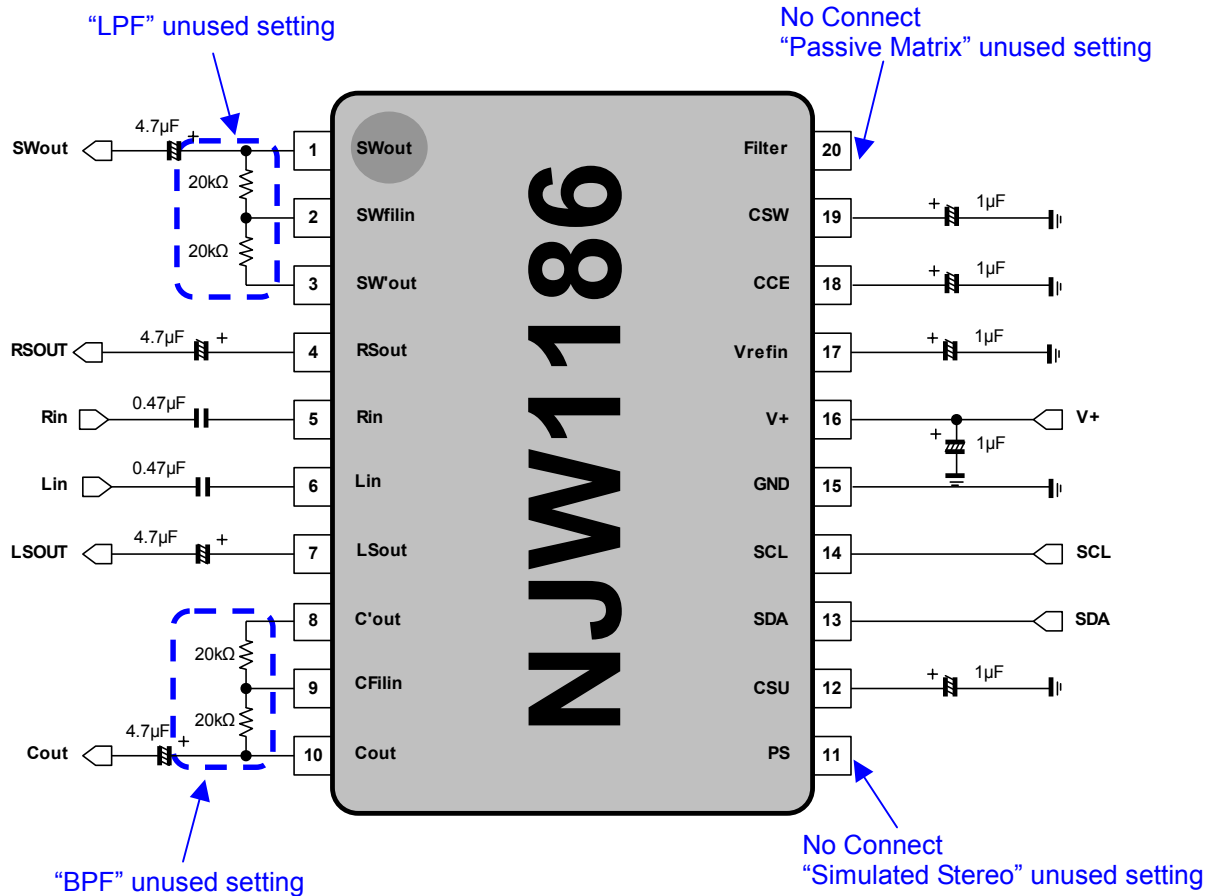 “LPF” unused setting
No Connect
“Passive Matrix” unused setting
4.7µF
+
SWout
1
SWout
Filter
20
20kΩ
2
SWfilin
CSW
19
+
1µF
20kΩ
3
SW'out
CCE
18
+
1µF
RSOUT
4.7µF
+
4
RSout
Vrefin
17
+
1µF
Rin
0.47µF
5
Rin
V+
16
V+
+
1µF
Lin
0.47µF
6
Lin
GND
15
LSOUT
4.7µF
+
7
LSout
SCL
14
SCL
8
C'out
SDA
13
SDA
20kΩ
9
CFilin
CSU
12
+
1µF
20kΩ
4.7µF
+
Cout
10
Cout
PS
11
NJW1186
No Connect
“Simulated Stereo” unused setting
“BPF” unused setting